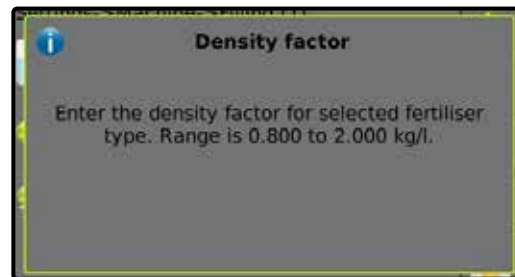 Density factor
Enter the density factor for selected fertiliser
type. Range is 0.800 to 2.000 kg/l.